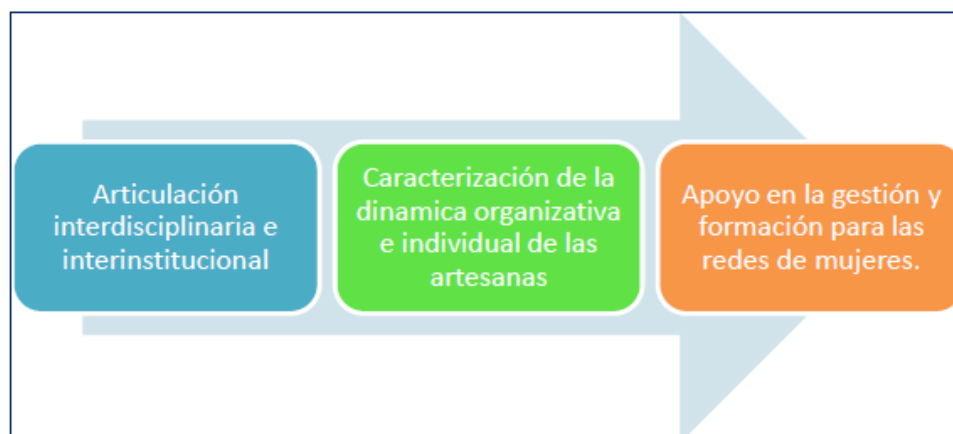 Articulación
interdisciplinaria e
interinstitucional
Caracterización de la
dinamica organizativa
e individual de las
artesanas
Apoyo en la gestión y
formación para las
redes de mujeres.